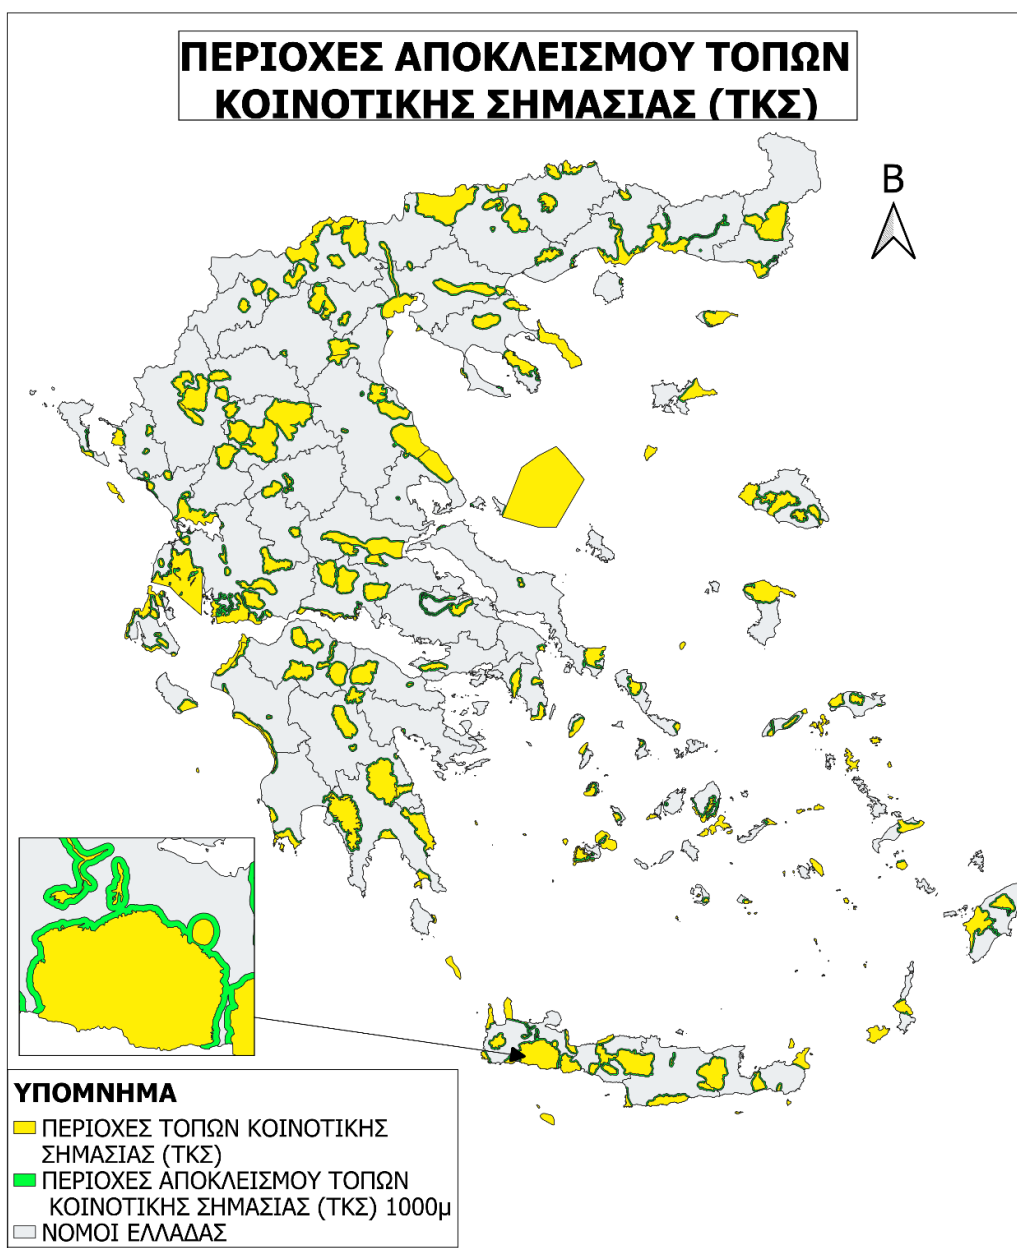 ΠΕΡΙΟΧΕΣ ΑΠΟΚΛΕΙΣΜΟΥ ΤΟΠΩΝ
ΚΟΙΝΟΤΙΚΗΣ ΣΗΜΑΣΙΑΣ (ΤΚΣ)
Β
ΥΠΟΜΝΗΜΑ
ΠΕΡΙΟΧΕΣ ΤΟΠΩΝ ΚΟΙΝΟΤΙΚΗΣ
ΣΗΜΑΣΙΑΣ (ΤΚΣ)
ΠΕΡΙΟΧΕΣ ΑΠΟΚΛΕΙΣΜΟΥ ΤΟΠΩΝ
ΚΟΙΝΟΤΙΚΗΣ ΣΗΜΑΣΙΑΣ (ΤΚΣ) 1000μ
ΝΟΜΟΙ ΕΛΛΑΔΑΣ